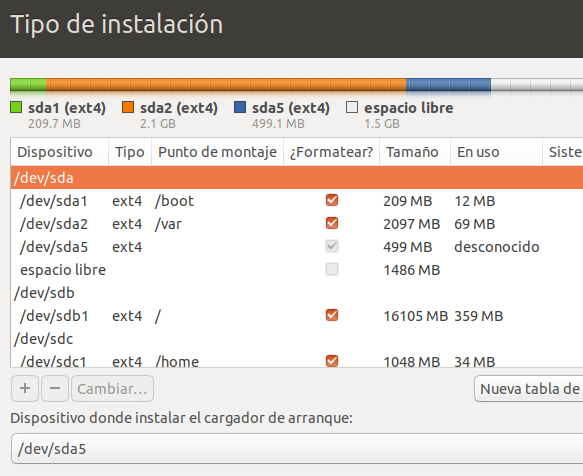 Tipo de instalación
sda1 (ext4) sda2 (ext4) sda5 (ext4) espacio libre
209.7 MB 2.1 GB 499.1 MB 1.5 GB
Dispositivo Tipo Punto de montaje ¿Formatear? Tamaño En uso Siste
/dev/sda
/dev/sda1 ext4 /boot 209 MB 12 MB
/dev/sda2 ext4 /var 2097 MB 69 MB
/dev/sda5 ext4 499 MB desconocido
espacio libre 1486 MB
/dev/sdb
/dev/sdb1 ext4 / 16105 MB 359 MB
/dev/sdc
/dev/sdc1 ext4 /home 1048 MB 34 MB
+ − Cambiar... Nueva tabla de
Dispositivo donde instalar el cargador de arranque:
/dev/sda5